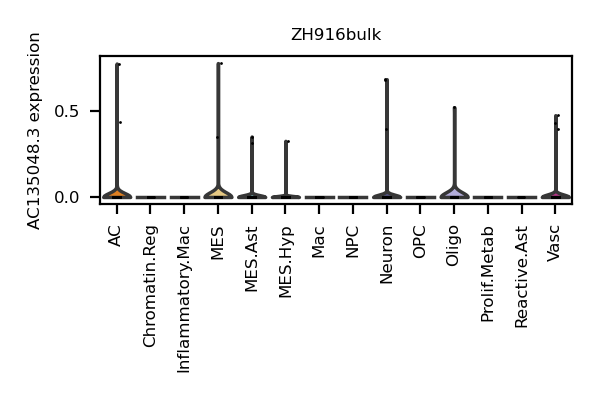 ZH916bulk
AC135048.3 expression
0.5
0.0
AC
Chromatin.Reg
Inflammatory.Mac
MES
MES.Ast
MES.Hyp
Mac
NPC
Neuron
OPC
Oligo
Prolif.Metab
Reactive.Ast
Vasc